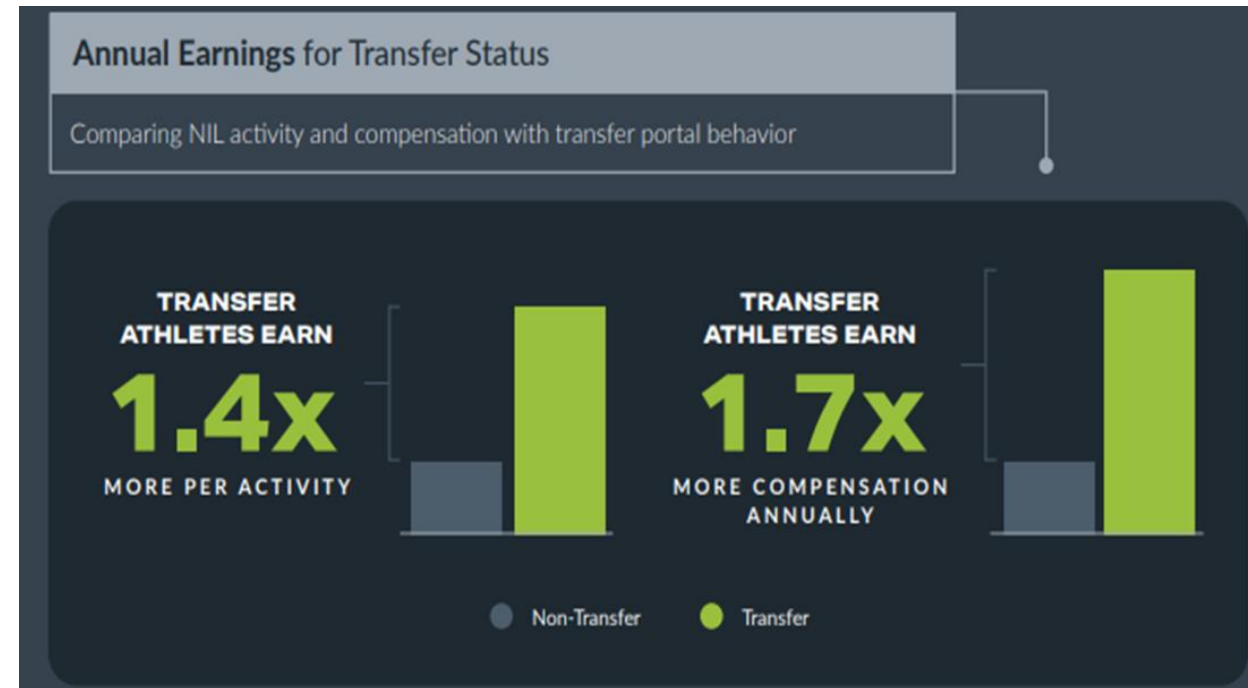 Annual Earnings for Transfer Status
Comparing NIL activity and compensation with transfer portal behavior
TRANSFER
ATHLETES EARN
1.4x
MORE PER ACTIVITY
TRANSFER
ATHLETES EARN
1.7x
MORE COMPENSATION
ANNUALLY
Non-Transfer
Transfer